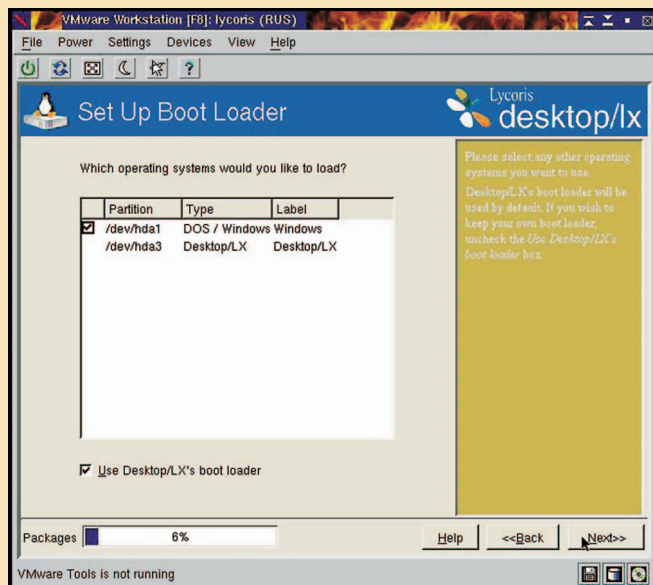 VMware Workstation [F8]: lycoris (RUS)
File Power Settings Devices View Help
?
Set Up Boot Loader
Lycoris
desktop/lx
Which operating systems would you like to load?
Partition Type Label
/dev/hda1 DOS / Windows Windows
/dev/hda3 Desktop/LX Desktop/LX
Use Desktop/LX's boot loader
Please select any other operating
systems you want to use.
Desktop/LX's boot loader will be
used by default. If you wish to
keep your own boot loader,
uncheck the Use Desktop/LX's
boot loader box.
Packages 6%
Help <<Back Next>>
VMware Tools is not running